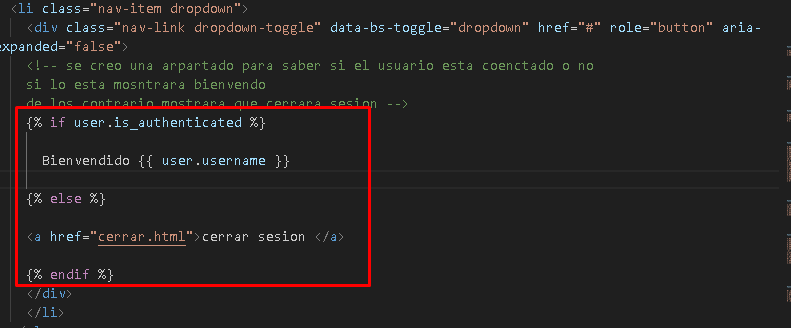 <li class="nav-item dropdown">
<div class="nav-link dropdown-toggle" data-bs-toggle="dropdown" href="#" role="button" aria-
expanded="false">
<!-- se creo una arpartado para saber si el usuario esta coenctado o no
si lo esta mosntrara bienvendo
de los contrario mostrara que cerrara sesion -->
{% if user.is_authenticated %}
Bienvendido {{ user.username }}
{% else %}
<a href="cerrar.html">cerrar sesion </a>
{% endif %}
</div>
</li>